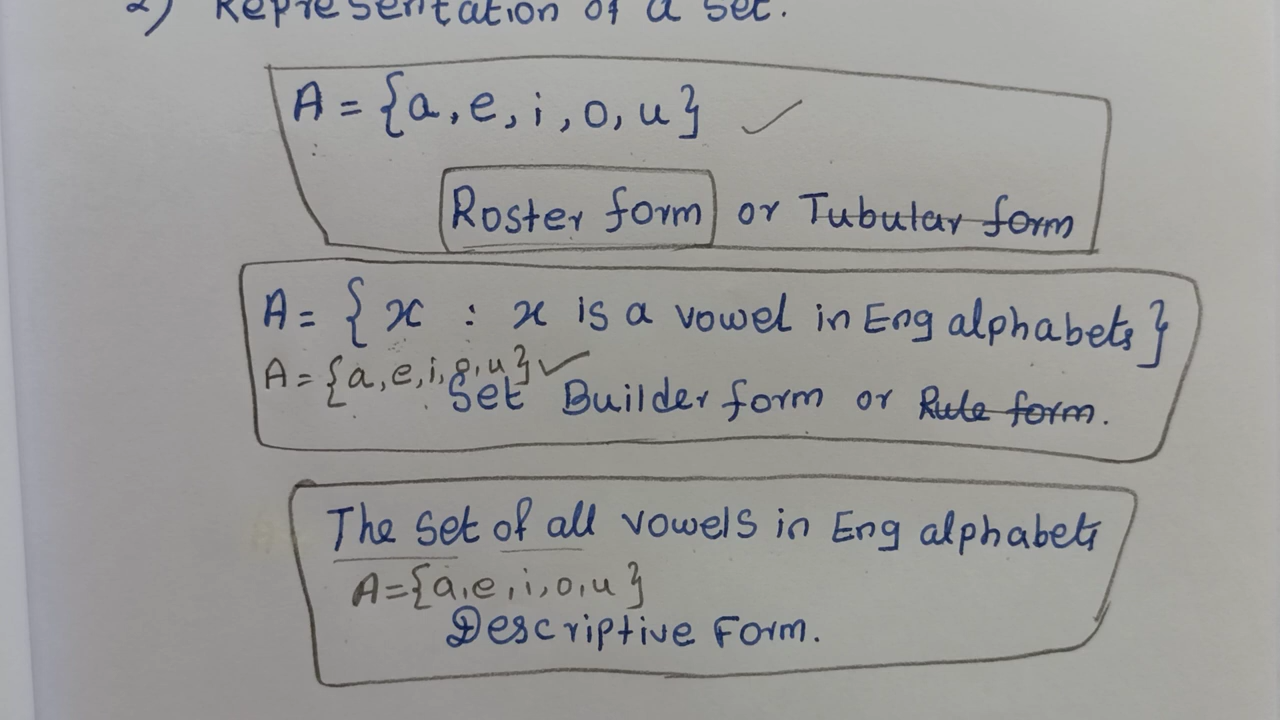 2) Representation of a set.
A = {a, e, i, o, u}
Roster form or Tubular form
A = { x : x is a vowel in Eng alphabets}
A = {a, e, i, o, u}
Set Builder form or Rule form.
The set of all vowels in Eng alphabets
A = {a, e, i, o, u}
Descriptive Form.